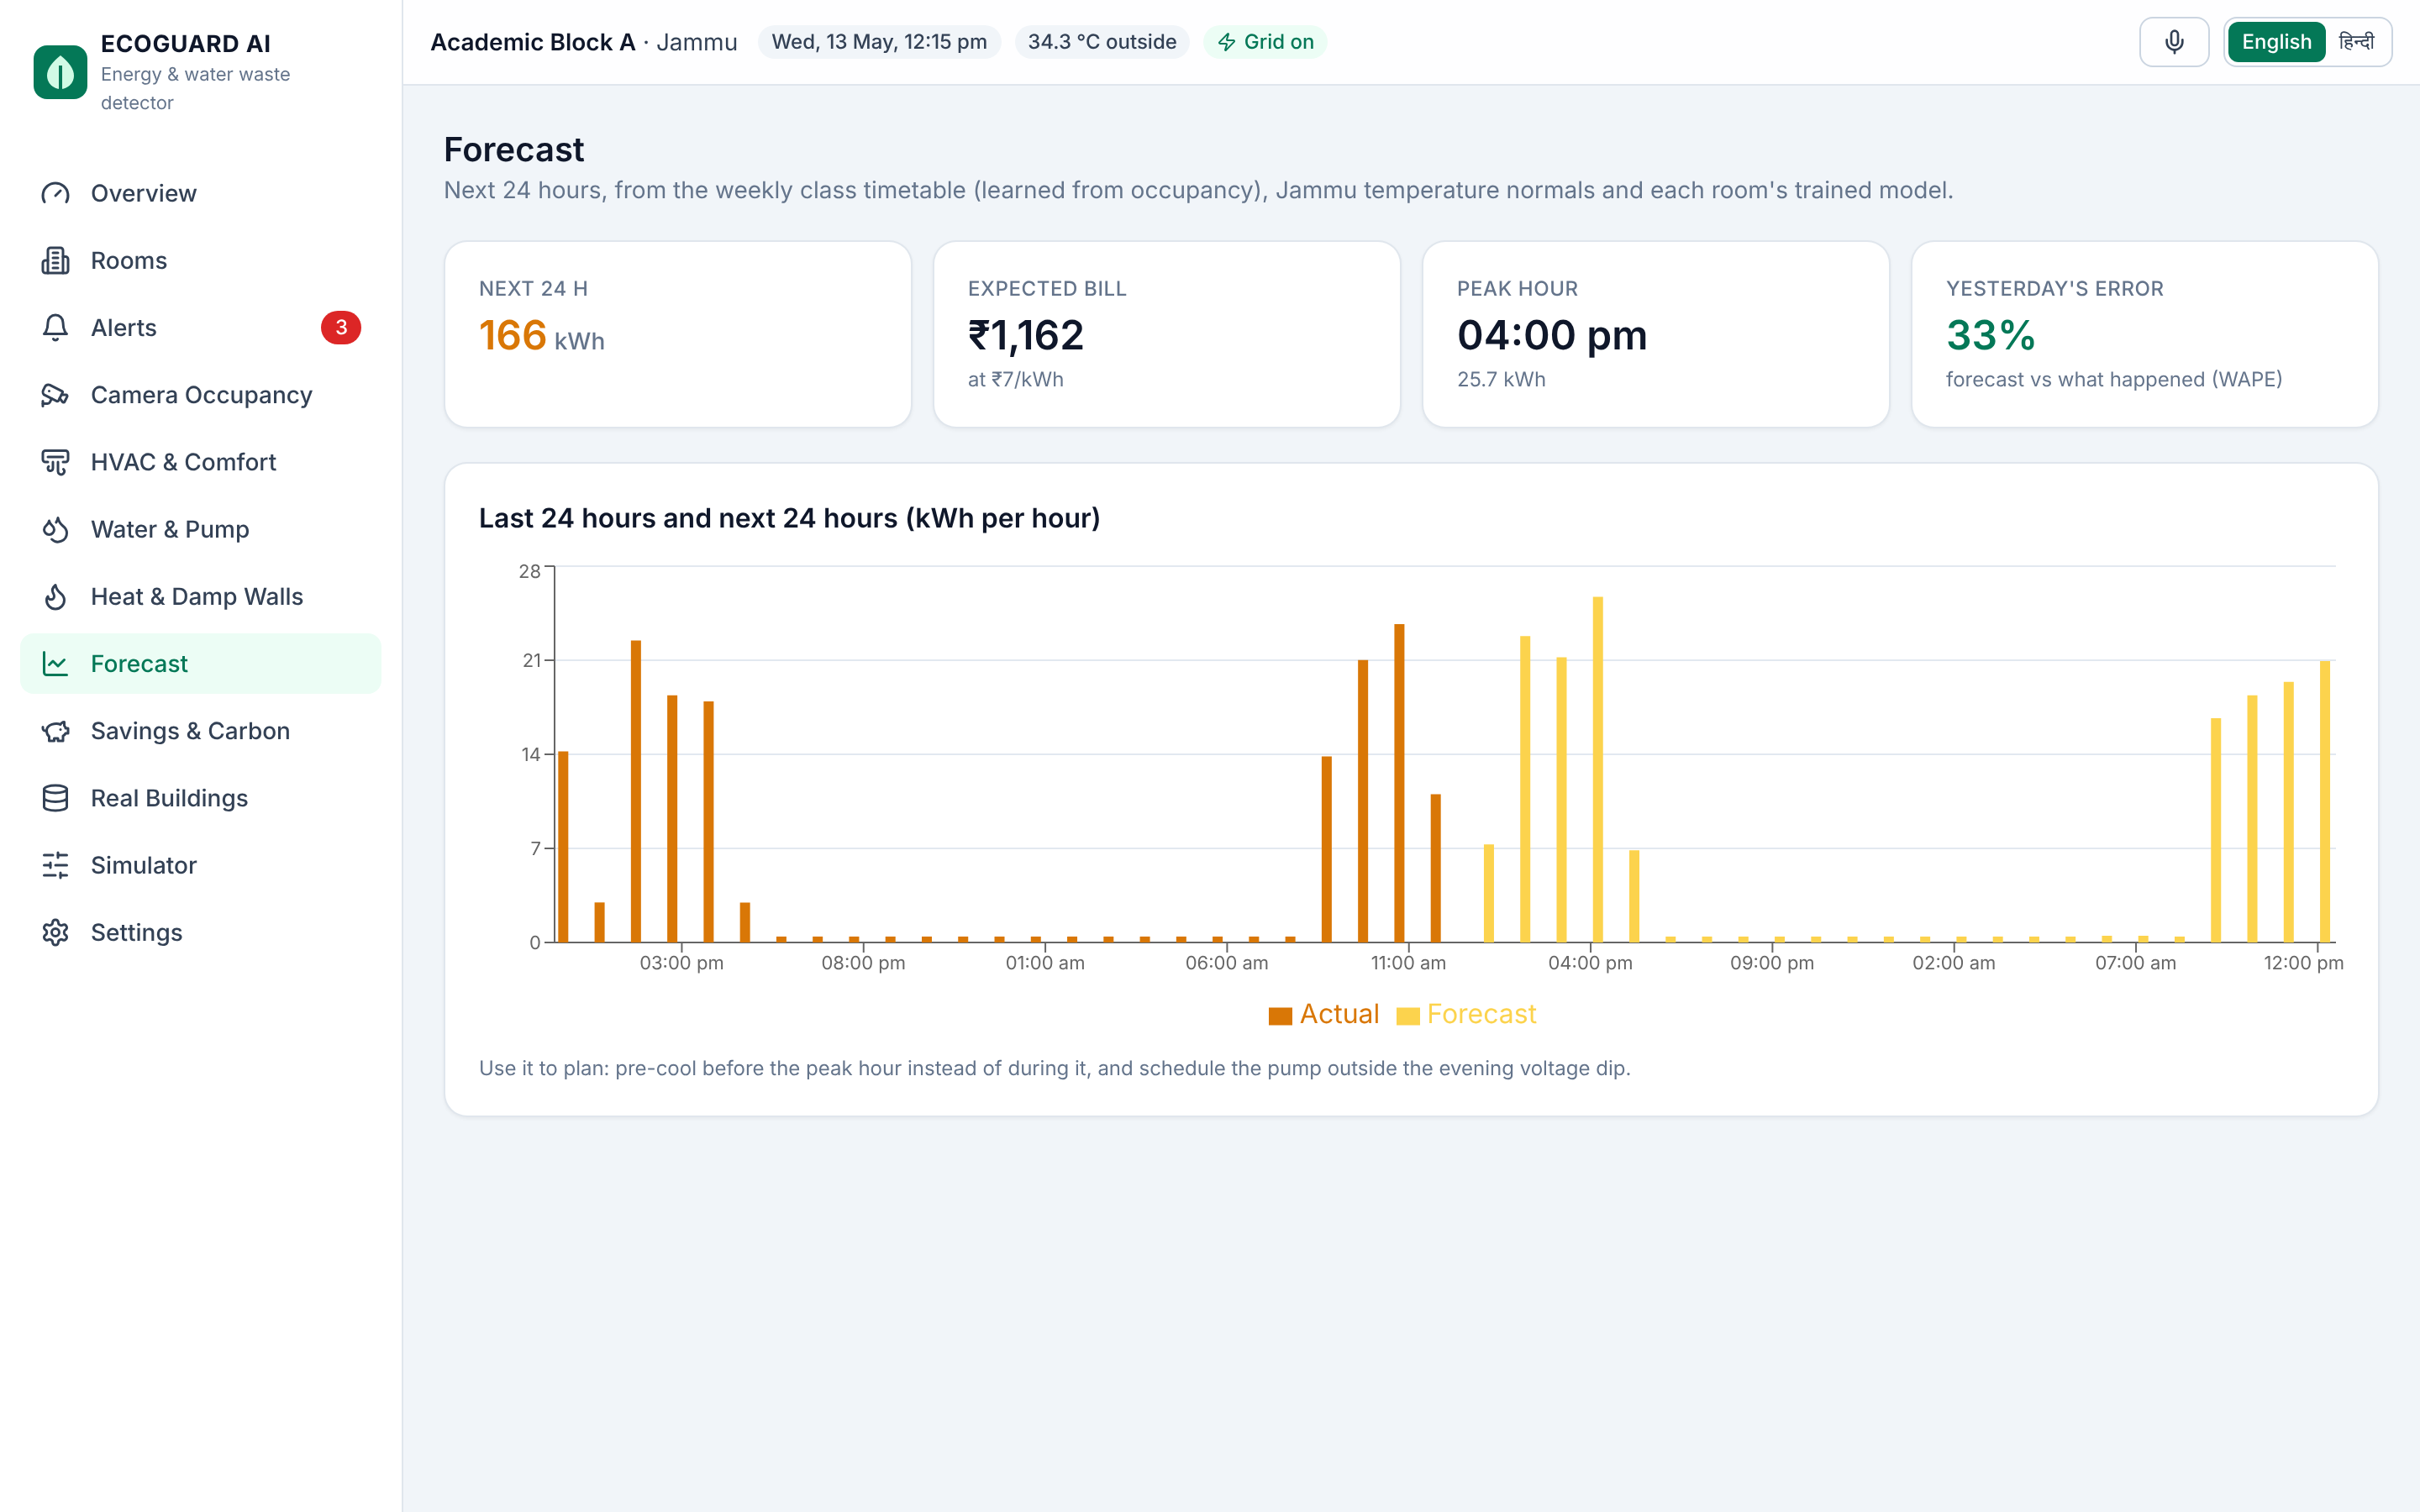 ECOGUARD AI
Energy & water waste
detector
Overview
Rooms
Alerts 3
Camera Occupancy
HVAC & Comfort
Water & Pump
Heat & Damp Walls
Forecast
Savings & Carbon
Real Buildings
Simulator
Settings
Academic Block A · Jammu Wed, 13 May, 12:15 pm 34.3 °C outside Grid on English हिन्दी
Forecast
Next 24 hours, from the weekly class timetable (learned from occupancy), Jammu temperature normals and each room's trained model.
NEXT 24 H
166 kWh
EXPECTED BILL
₹1,162
at ₹7/kWh
PEAK HOUR
04:00 pm
25.7 kWh
YESTERDAY'S ERROR
33%
forecast vs what happened (WAPE)
Last 24 hours and next 24 hours (kWh per hour)
28
21
14
7
0
03:00 pm 08:00 pm 01:00 am 06:00 am 11:00 am 04:00 pm 09:00 pm 02:00 am 07:00 am 12:00 pm
Actual Forecast
Use it to plan: pre-cool before the peak hour instead of during it, and schedule the pump outside the evening voltage dip.